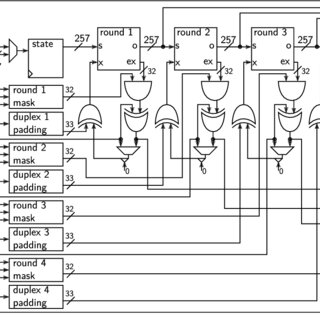 round 1
round 2
round 3
state
257
s
o
257
s
o
257
s
o
x
ex
x
ex
x
ex
32
32
32
round 1
mask
32
duplex 1
padding
33
round 2
mask
32
0
0
0
duplex 2
padding
33
round 3
mask
32
duplex 3
padding
33
round 4
mask
32
duplex 4
padding
33